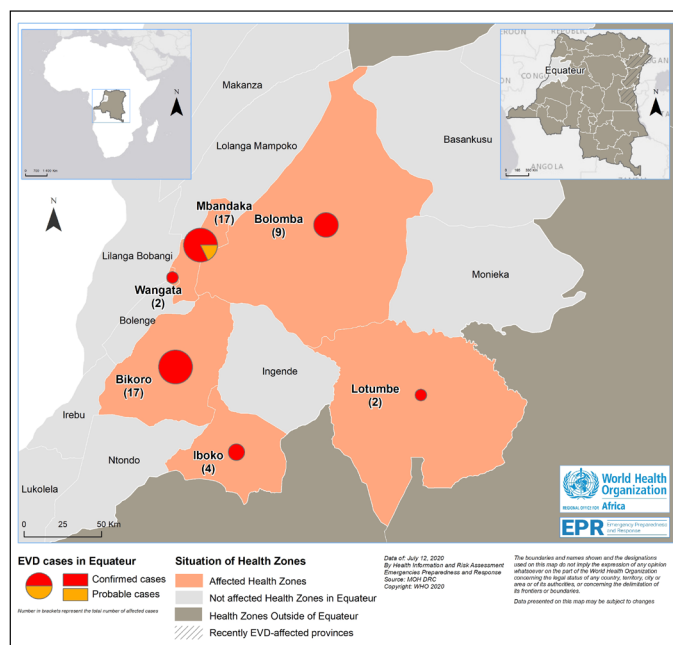 Equateur
ANGOLA
N
N
N
Makanza
Lolanga Mampoko
Basankusu
Mbandaka
(17)
Bolomba
(9)
Lilanga Bobangi
Monieka
Wangata
(2)
Bolenge
Ingende
Bikoro
(17)
Lotumbe
(2)
Irebu
Iboko
(4)
Ntondo
Lukolela
0 25 50 Km
World Health
Organization
REGIONAL OFFICE FOR Africa
EPR Emergency Preparedness
and Response
EVD cases in Equateur
Confirmed cases
Probable cases
Number in brackets represent the total number of affected cases
Situation of Health Zones
Affected Health Zones
Not affected Health Zones in Equateur
Health Zones Outside of Equateur
Recently EVD-affected provinces
Data of: July 12, 2020
By Health Information and Risk Assessment
Emergencies Preparedness and Response
Source: MOH DRC
Copyright: WHO 2020
The boundaries and names shown and the designations
used on this map do not imply the expression of any opinion
whatsoever on the part of the World Health Organization
concerning the legal status of any country, territory, city or
area or of its authorities, or concerning the delimitation of
its frontiers or boundaries.
Data presented on this map may be subject to changes